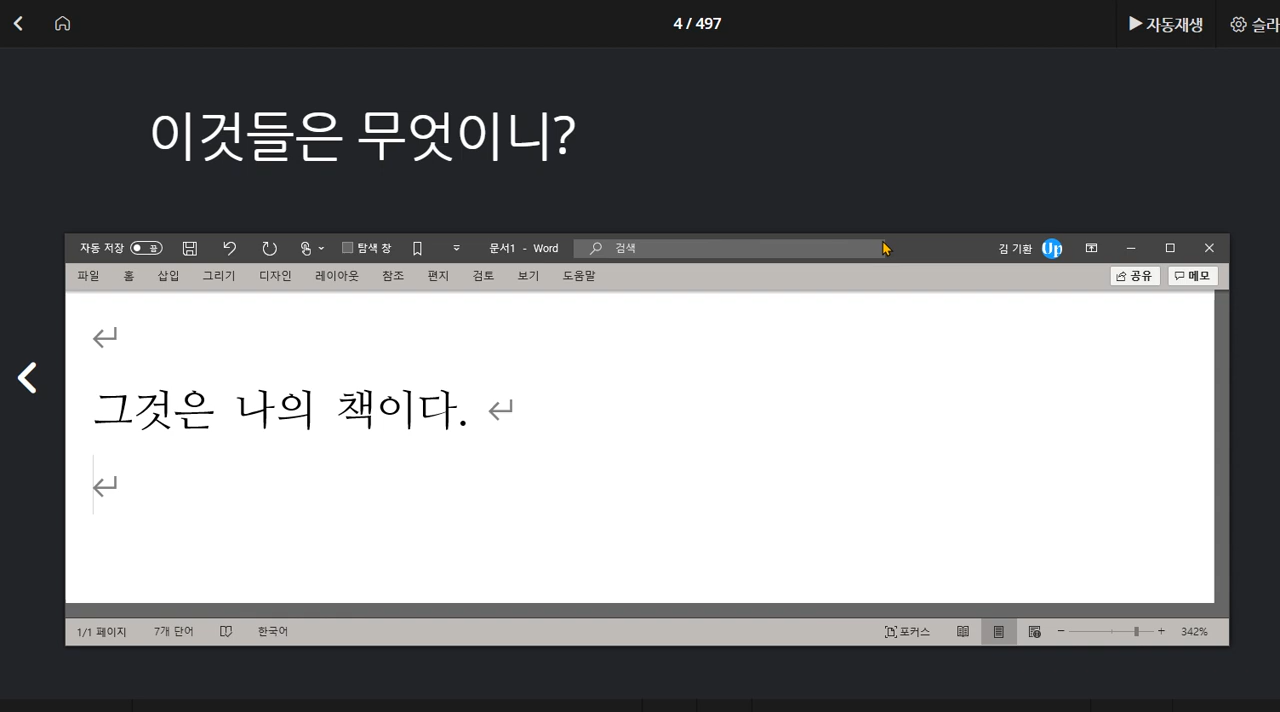 4 / 497
▶ 자동재생
슬라
이것들은 무엇이니?
자동 저장 끔 탐색 창 문서1 - Word 검색 김 기환 Up
파일 홈 삽입 그리기 디자인 레이아웃 참조 편지 검토 보기 도움말 공유 메모
그것은 나의 책이다.
1/1 페이지 7개 단어 한국어 포커스 − + 342%